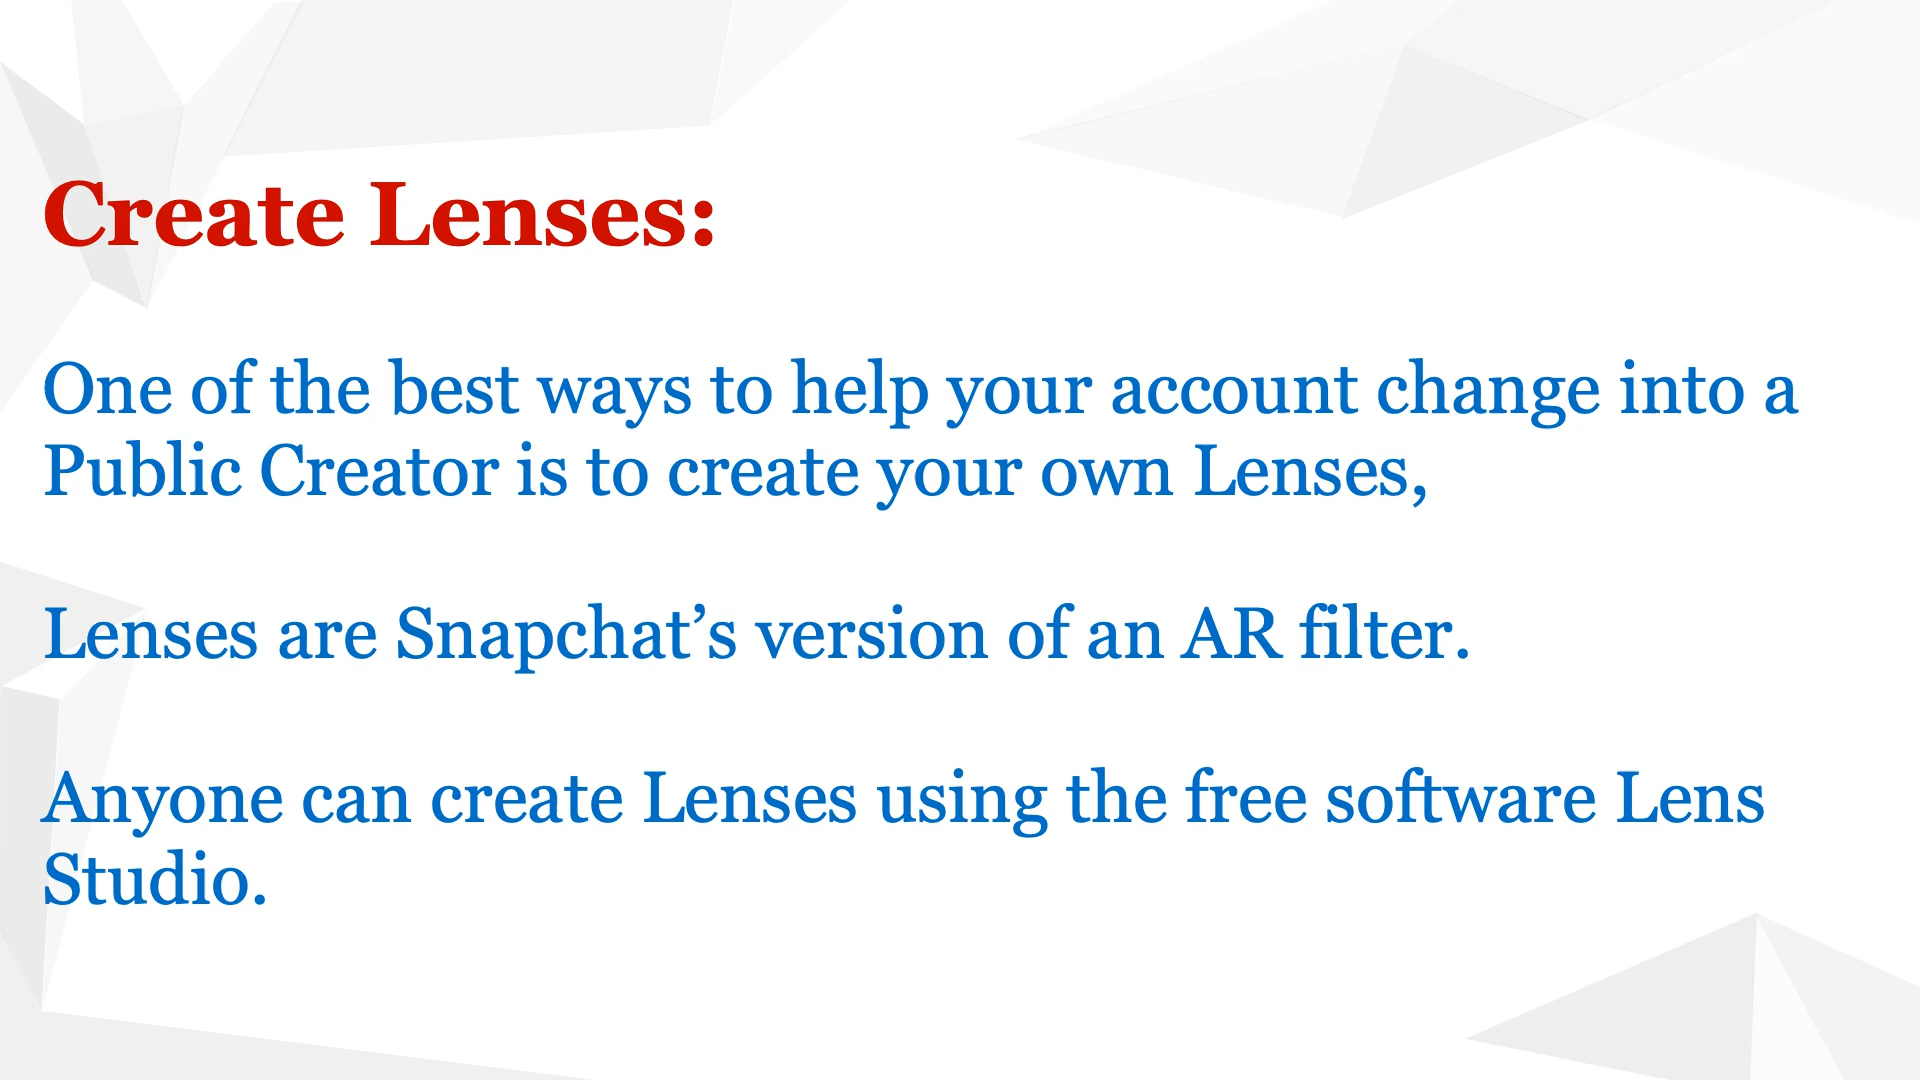 Create Lenses:
One of the best ways to help your account change into a
Public Creator is to create your own Lenses,
Lenses are Snapchat’s version of an AR filter.
Anyone can create Lenses using the free software Lens
Studio.